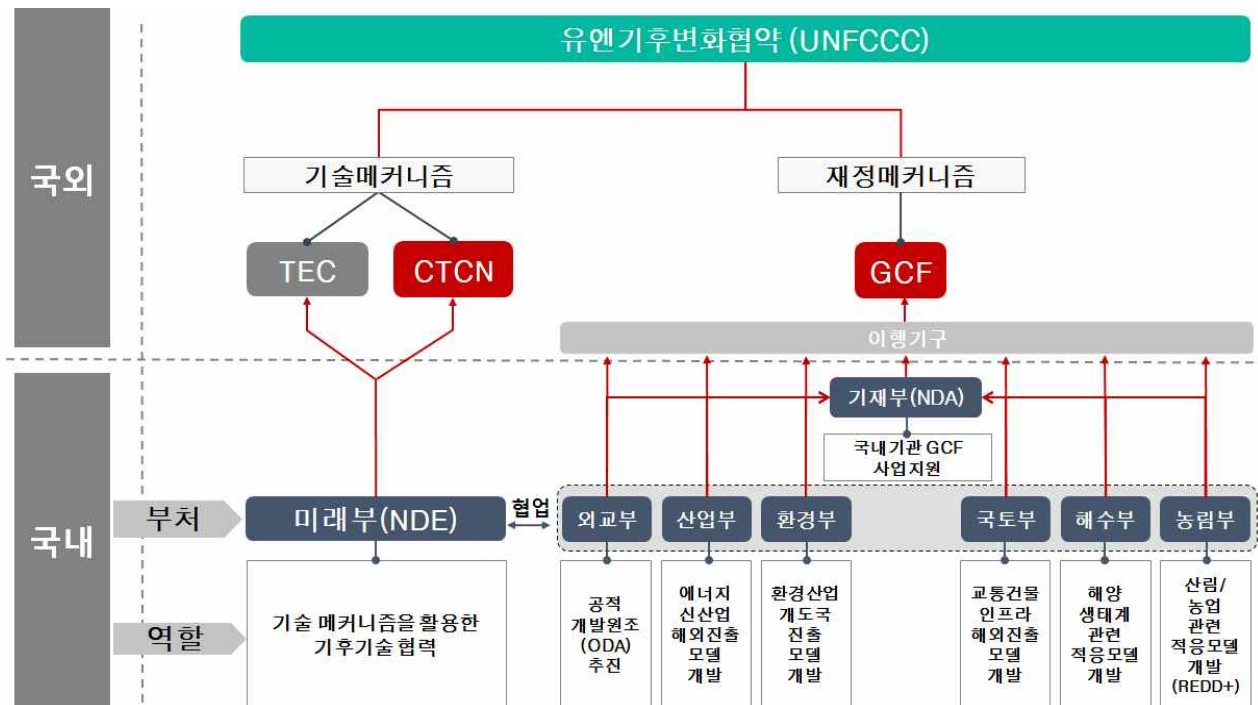 유엔기후변화협약 (UNFCCC)
국외
기술메커니즘
재정메커니즘
TEC
CTCN
GCF
이행기구
기재부(NDA)
국내기관 GCF
사업지원
국내
부처
미래부(NDE)
협업
외교부
산업부
환경부
국토부
해수부
농림부
역할
기술 메커니즘을 활용한
기후기술 협력
공적
개발원조
(ODA)
추진
에너지
신산업
해외진출
모델
개발
환경산업
개도국
진출
모델
개발
교통건물
인프라
해외진출
모델
개발
해양
생태계
관련
적응모델
개발
산림/
농업
관련
적응모델
개발
(REDD+)